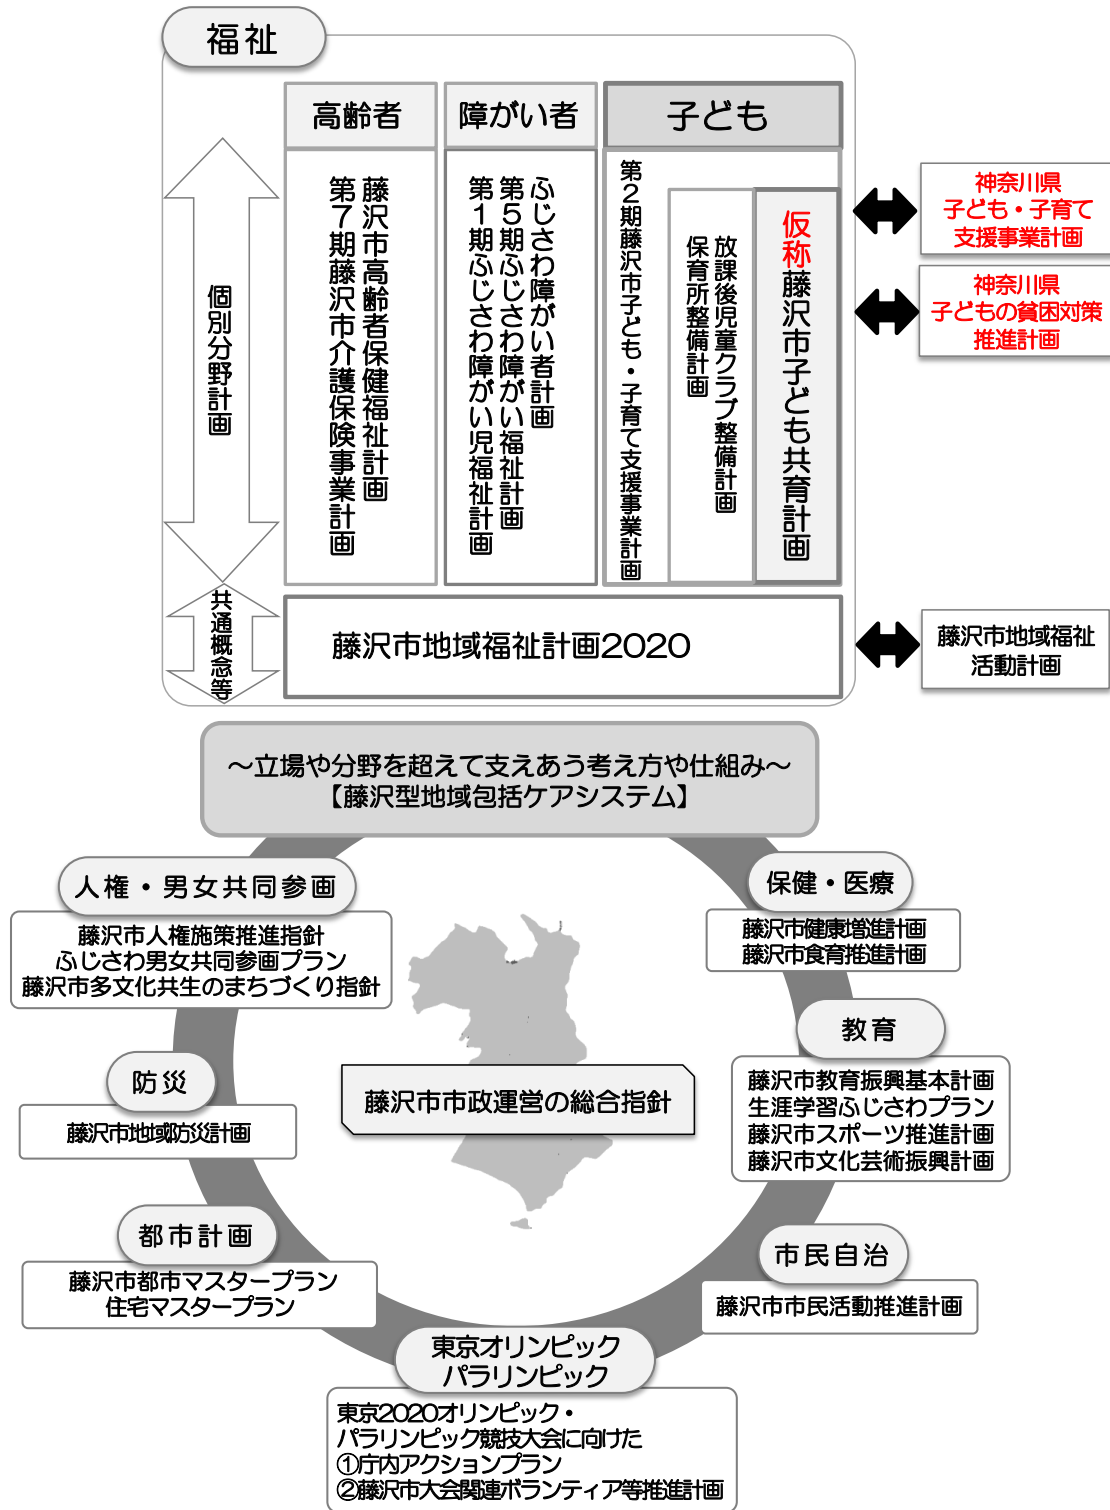 福祉
高齢者
障がい者
子ども
個別分野計画
藤沢市高齢者保健福祉計画
第7期藤沢市介護保険事業計画
ふじさわ障がい者計画
第5期ふじさわ障がい福祉計画
第1期ふじさわ障がい児福祉計画
第2期藤沢市子ども・子育て支援事業計画
放課後児童クラブ整備計画
保育所整備計画
仮称藤沢市子ども共育計画
神奈川県
子ども・子育て
支援事業計画
神奈川県
子どもの貧困対策
推進計画
共通概念等
藤沢市地域福祉計画2020
藤沢市地域福祉
活動計画
～立場や分野を超えて支えあう考え方や仕組み～
【藤沢型地域包括ケアシステム】
人権・男女共同参画
藤沢市人権施策推進指針
ふじさわ男女共同参画プラン
藤沢市多文化共生のまちづくり指針
保健・医療
藤沢市健康増進計画
藤沢市食育推進計画
教育
藤沢市教育振興基本計画
生涯学習ふじさわプラン
藤沢市スポーツ推進計画
藤沢市文化芸術振興計画
防災
藤沢市地域防災計画
藤沢市市政運営の総合指針
都市計画
藤沢市都市マスタープラン
住宅マスタープラン
市民自治
藤沢市市民活動推進計画
東京オリンピック
パラリンピック
東京2020オリンピック・
パラリンピック競技大会に向けた
①庁内アクションプラン
②藤沢市大会関連ボランティア等推進計画